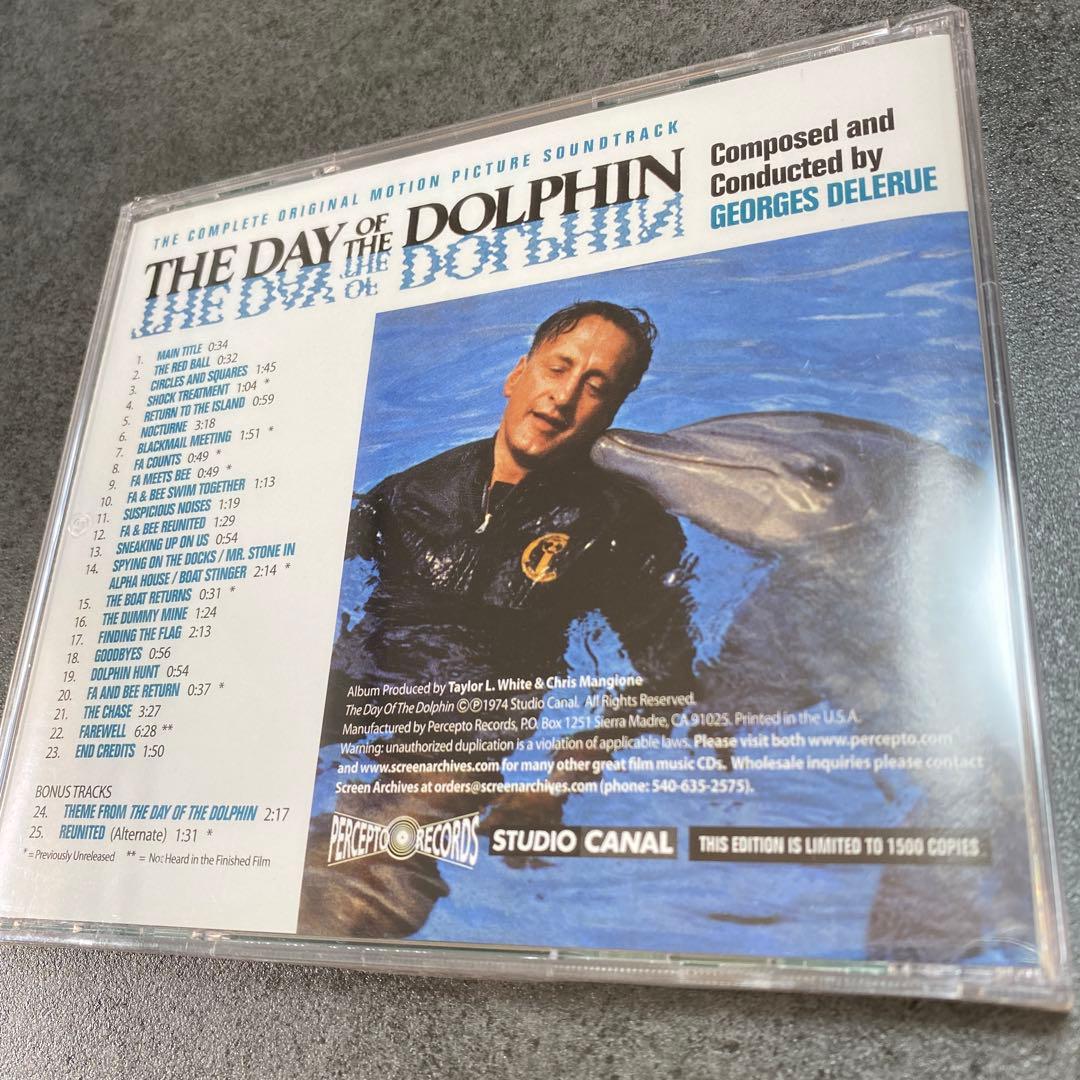 THE COMPLETE ORIGINAL MOTION PICTURE SOUNDTRACK
THE DAY OF THE DOLPHIN
Composed and
Conducted by
GEORGES DELERUE
1. MAIN TITLE 0:34
2. THE RED BALL 0:32
3. CIRCLES AND SQUARES 1:45
4. SHOCK TREATMENT 1:04 *
5. RETURN TO THE ISLAND 0:59
6. NOCTURNE 3:18
7. BLACKMAIL MEETING 1:51 *
8. FA COUNTS 0:49 *
9. FA MEETS BEE 0:49 *
10. FA & BEE SWIM TOGETHER 1:13
11. SUSPICIOUS NOISES 1:19
12. FA & BEE REUNITED 1:29
13. SNEAKING UP ON US 0:54
14. SPYING ON THE DOCKS / MR. STONE IN
ALPHA HOUSE / BOAT STINGER 2:14 *
15. THE BOAT RETURNS 0:31 *
16. THE DUMMY MINE 1:24
17. FINDING THE FLAG 2:13
18. GOODBYES 0:56
19. DOLPHIN HUNT 0:54
20. FA AND BEE RETURN 0:37 *
21. THE CHASE 3:27
22. FAREWELL 6:28 **
23. END CREDITS 1:50
BONUS TRACKS
24. THEME FROM THE DAY OF THE DOLPHIN 2:17
25. REUNITED (Alternate) 1:31 *
* = Previously Unreleased ** = Not Heard in the Finished Film
Album Produced by Taylor L. White & Chris Mangione
The Day Of The Dolphin ©℗1974 Studio Canal. All Rights Reserved.
Manufactured by Percepto Records, P.O. Box 1251 Sierra Madre, CA 91025. Printed in the U.S.A.
Warning: unauthorized duplication is a violation of applicable laws. Please visit both www.percepto.com
and www.screenarchives.com for many other great film music CDs. Wholesale inquiries please contact
Screen Archives at orders@screenarchives.com (phone: 540-635-2575).
PERCEPTO RECORDS
STUDIO CANAL
THIS EDITION IS LIMITED TO 1500 COPIES